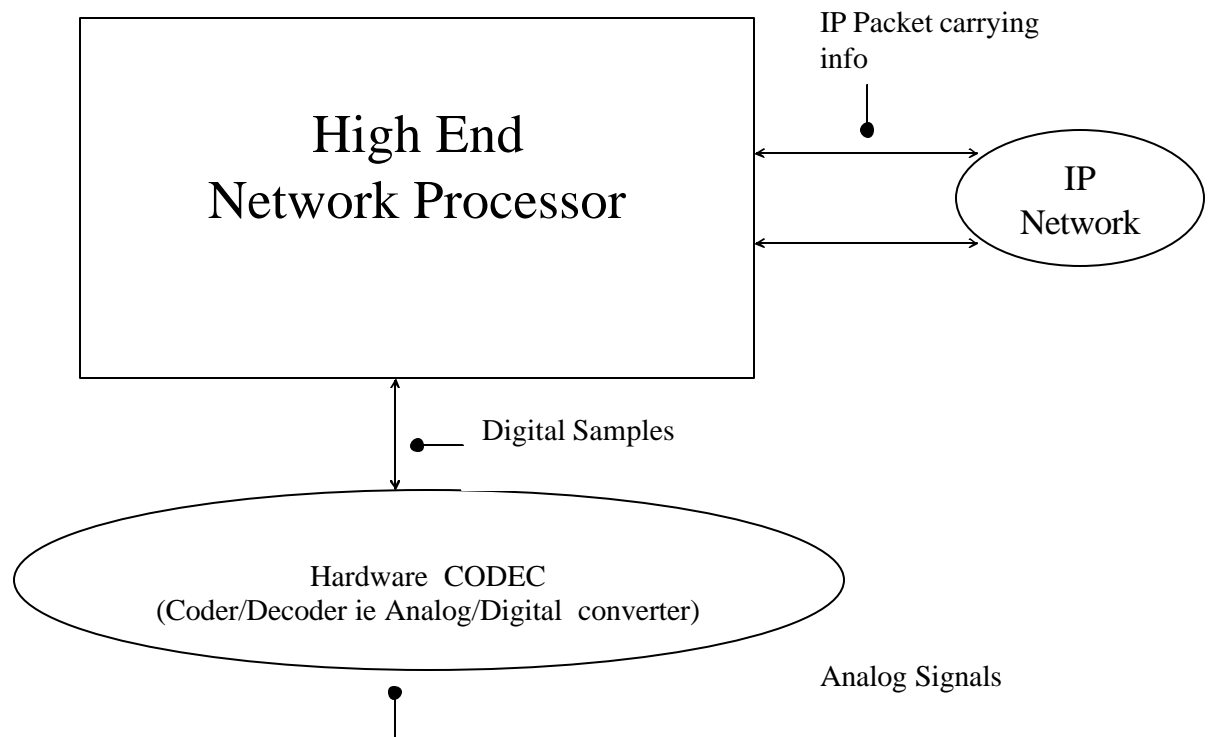 IP Packet carrying
info
High End
Network Processor
IP
Network
Digital Samples
Hardware CODEC
(Coder/Decoder ie Analog/Digital converter)
Analog Signals